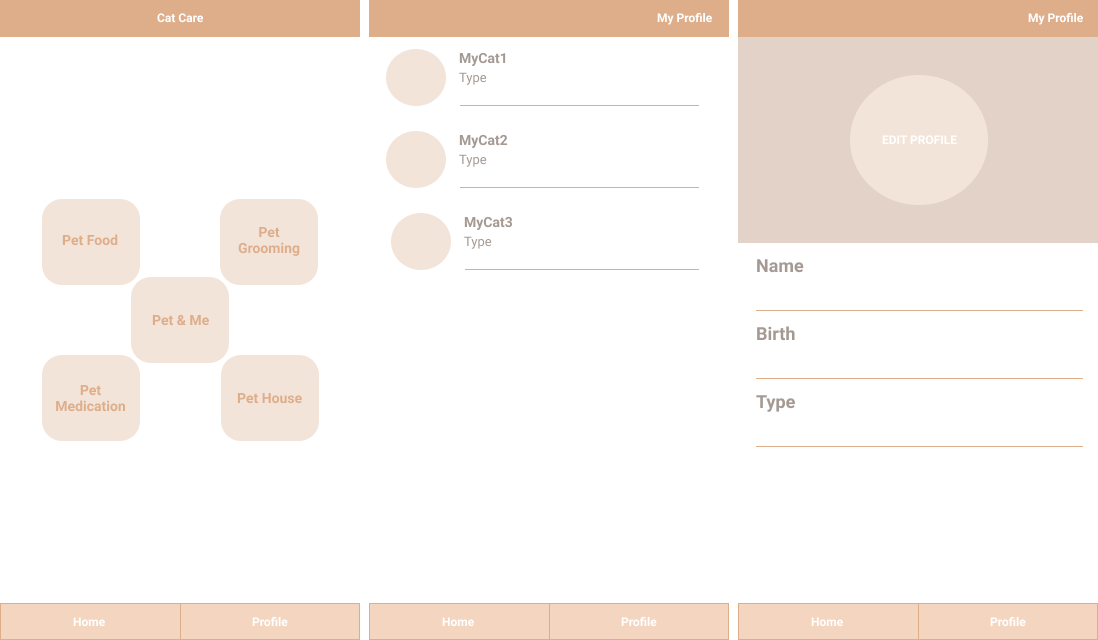 Cat Care
Pet Food
Pet
Grooming
Pet & Me
Pet
Medication
Pet House
Home
Profile
My Profile
MyCat1
Type
MyCat2
Type
MyCat3
Type
Home
Profile
My Profile
EDIT PROFILE
Name
Birth
Type
Home
Profile